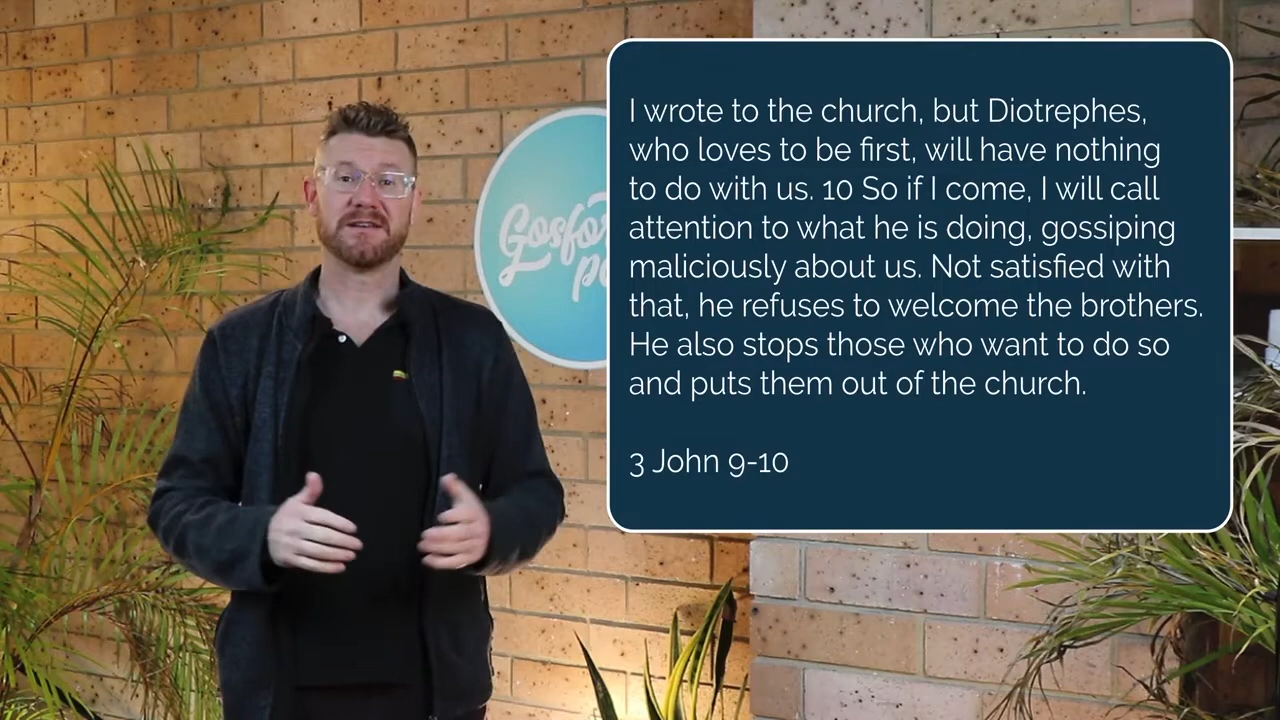 I wrote to the church, but Diotrephes,
who loves to be first, will have nothing
to do with us. 10 So if I come, I will call
attention to what he is doing, gossiping
maliciously about us. Not satisfied with
that, he refuses to welcome the brothers.
He also stops those who want to do so
and puts them out of the church.
3 John 9-10